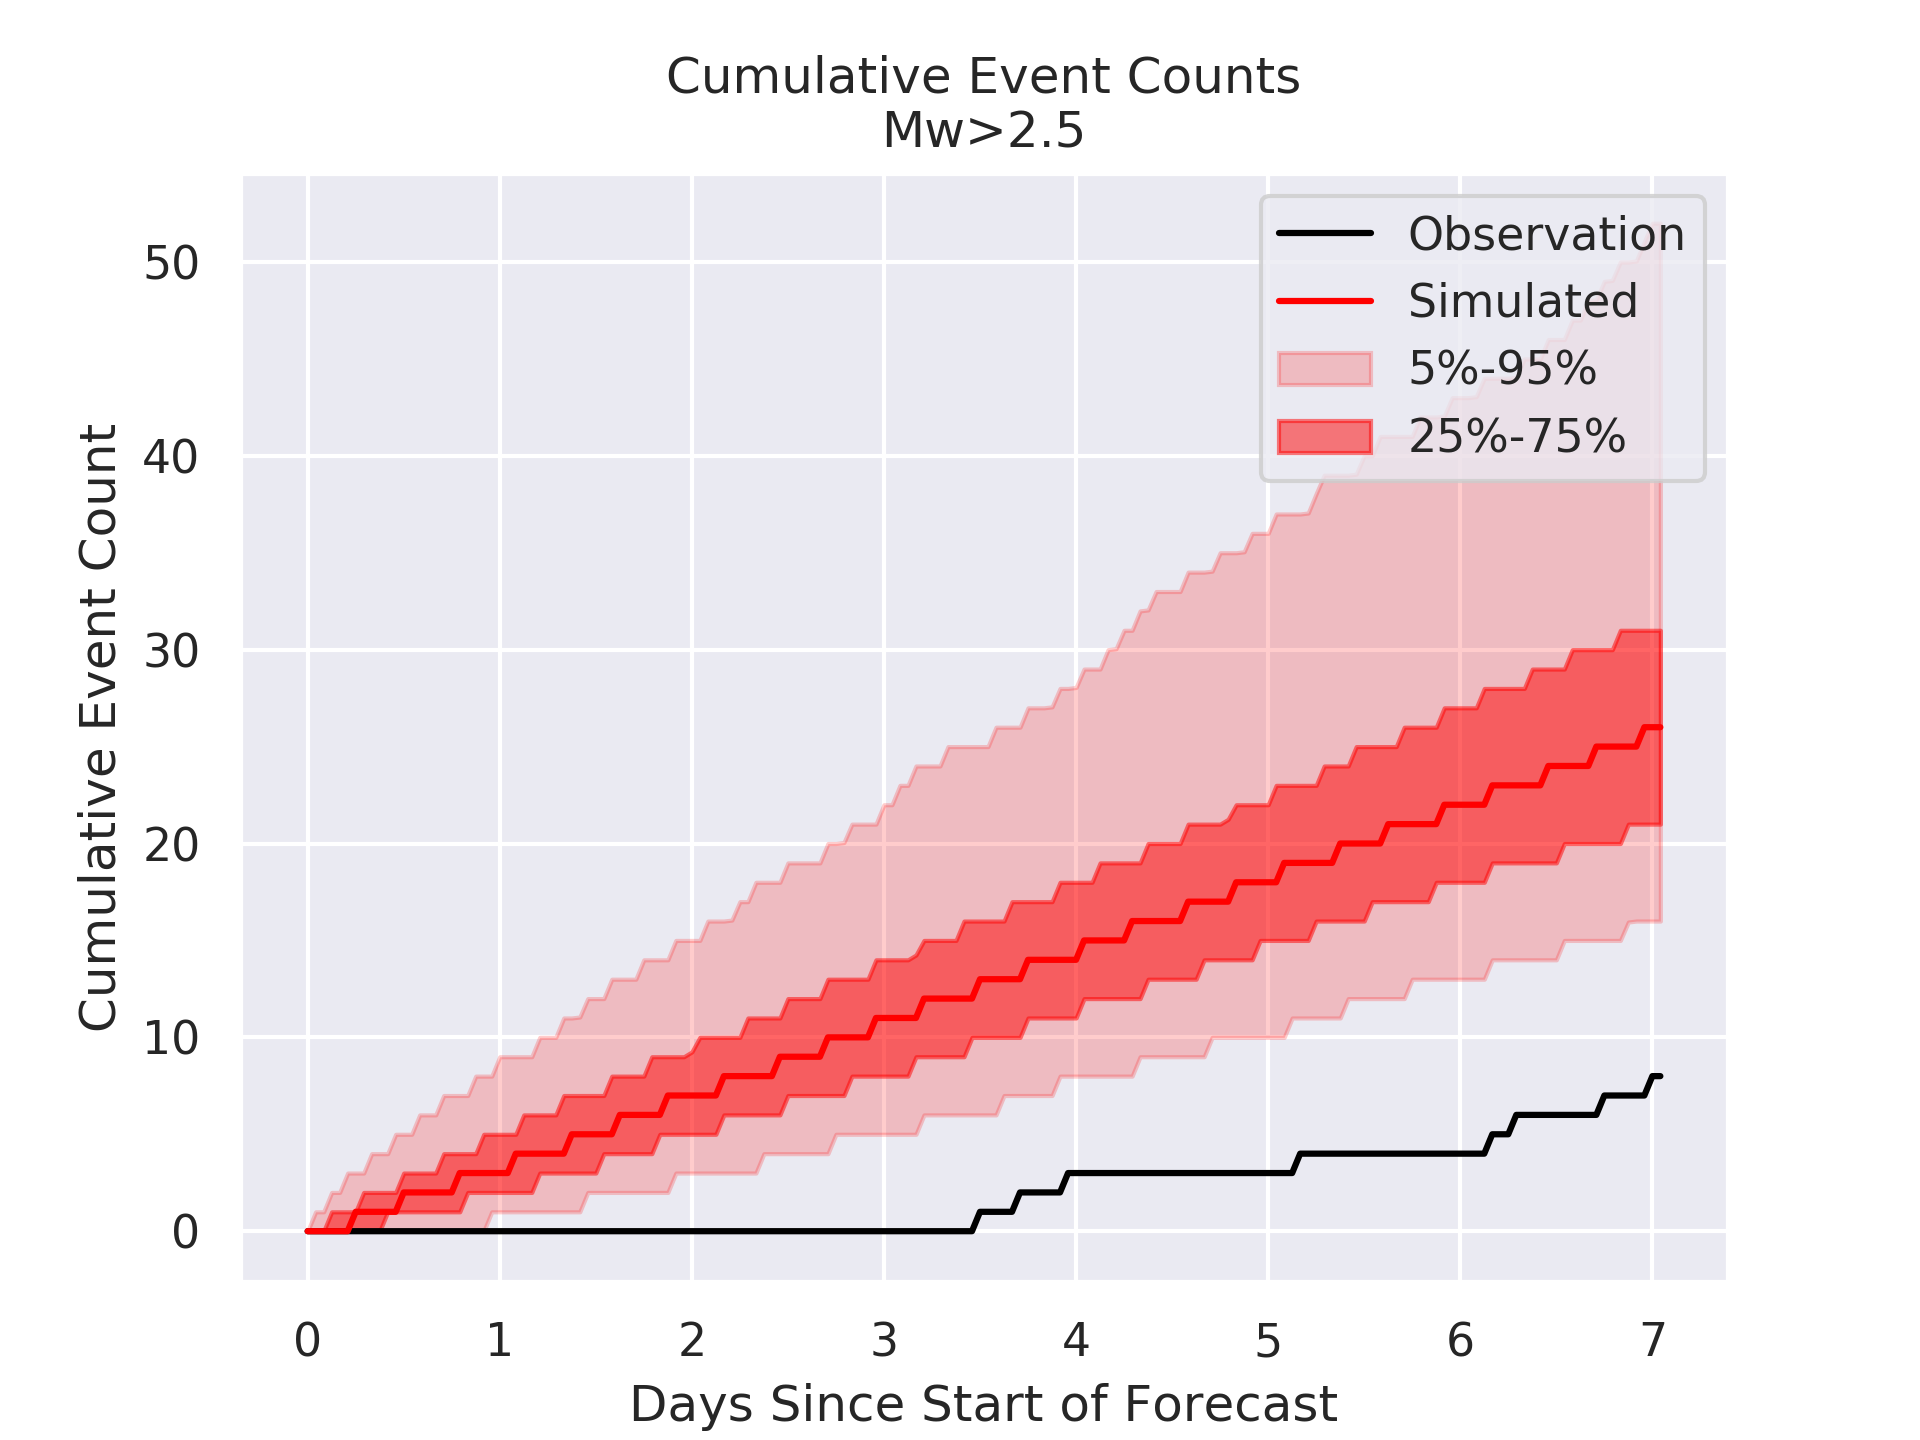 Cumulative Event Counts
Mw>2.5
Cumulative Event Count
50
40
30
20
10
0
Observation
Simulated
5%-95%
25%-75%
0 1 2 3 4 5 6 7
Days Since Start of Forecast